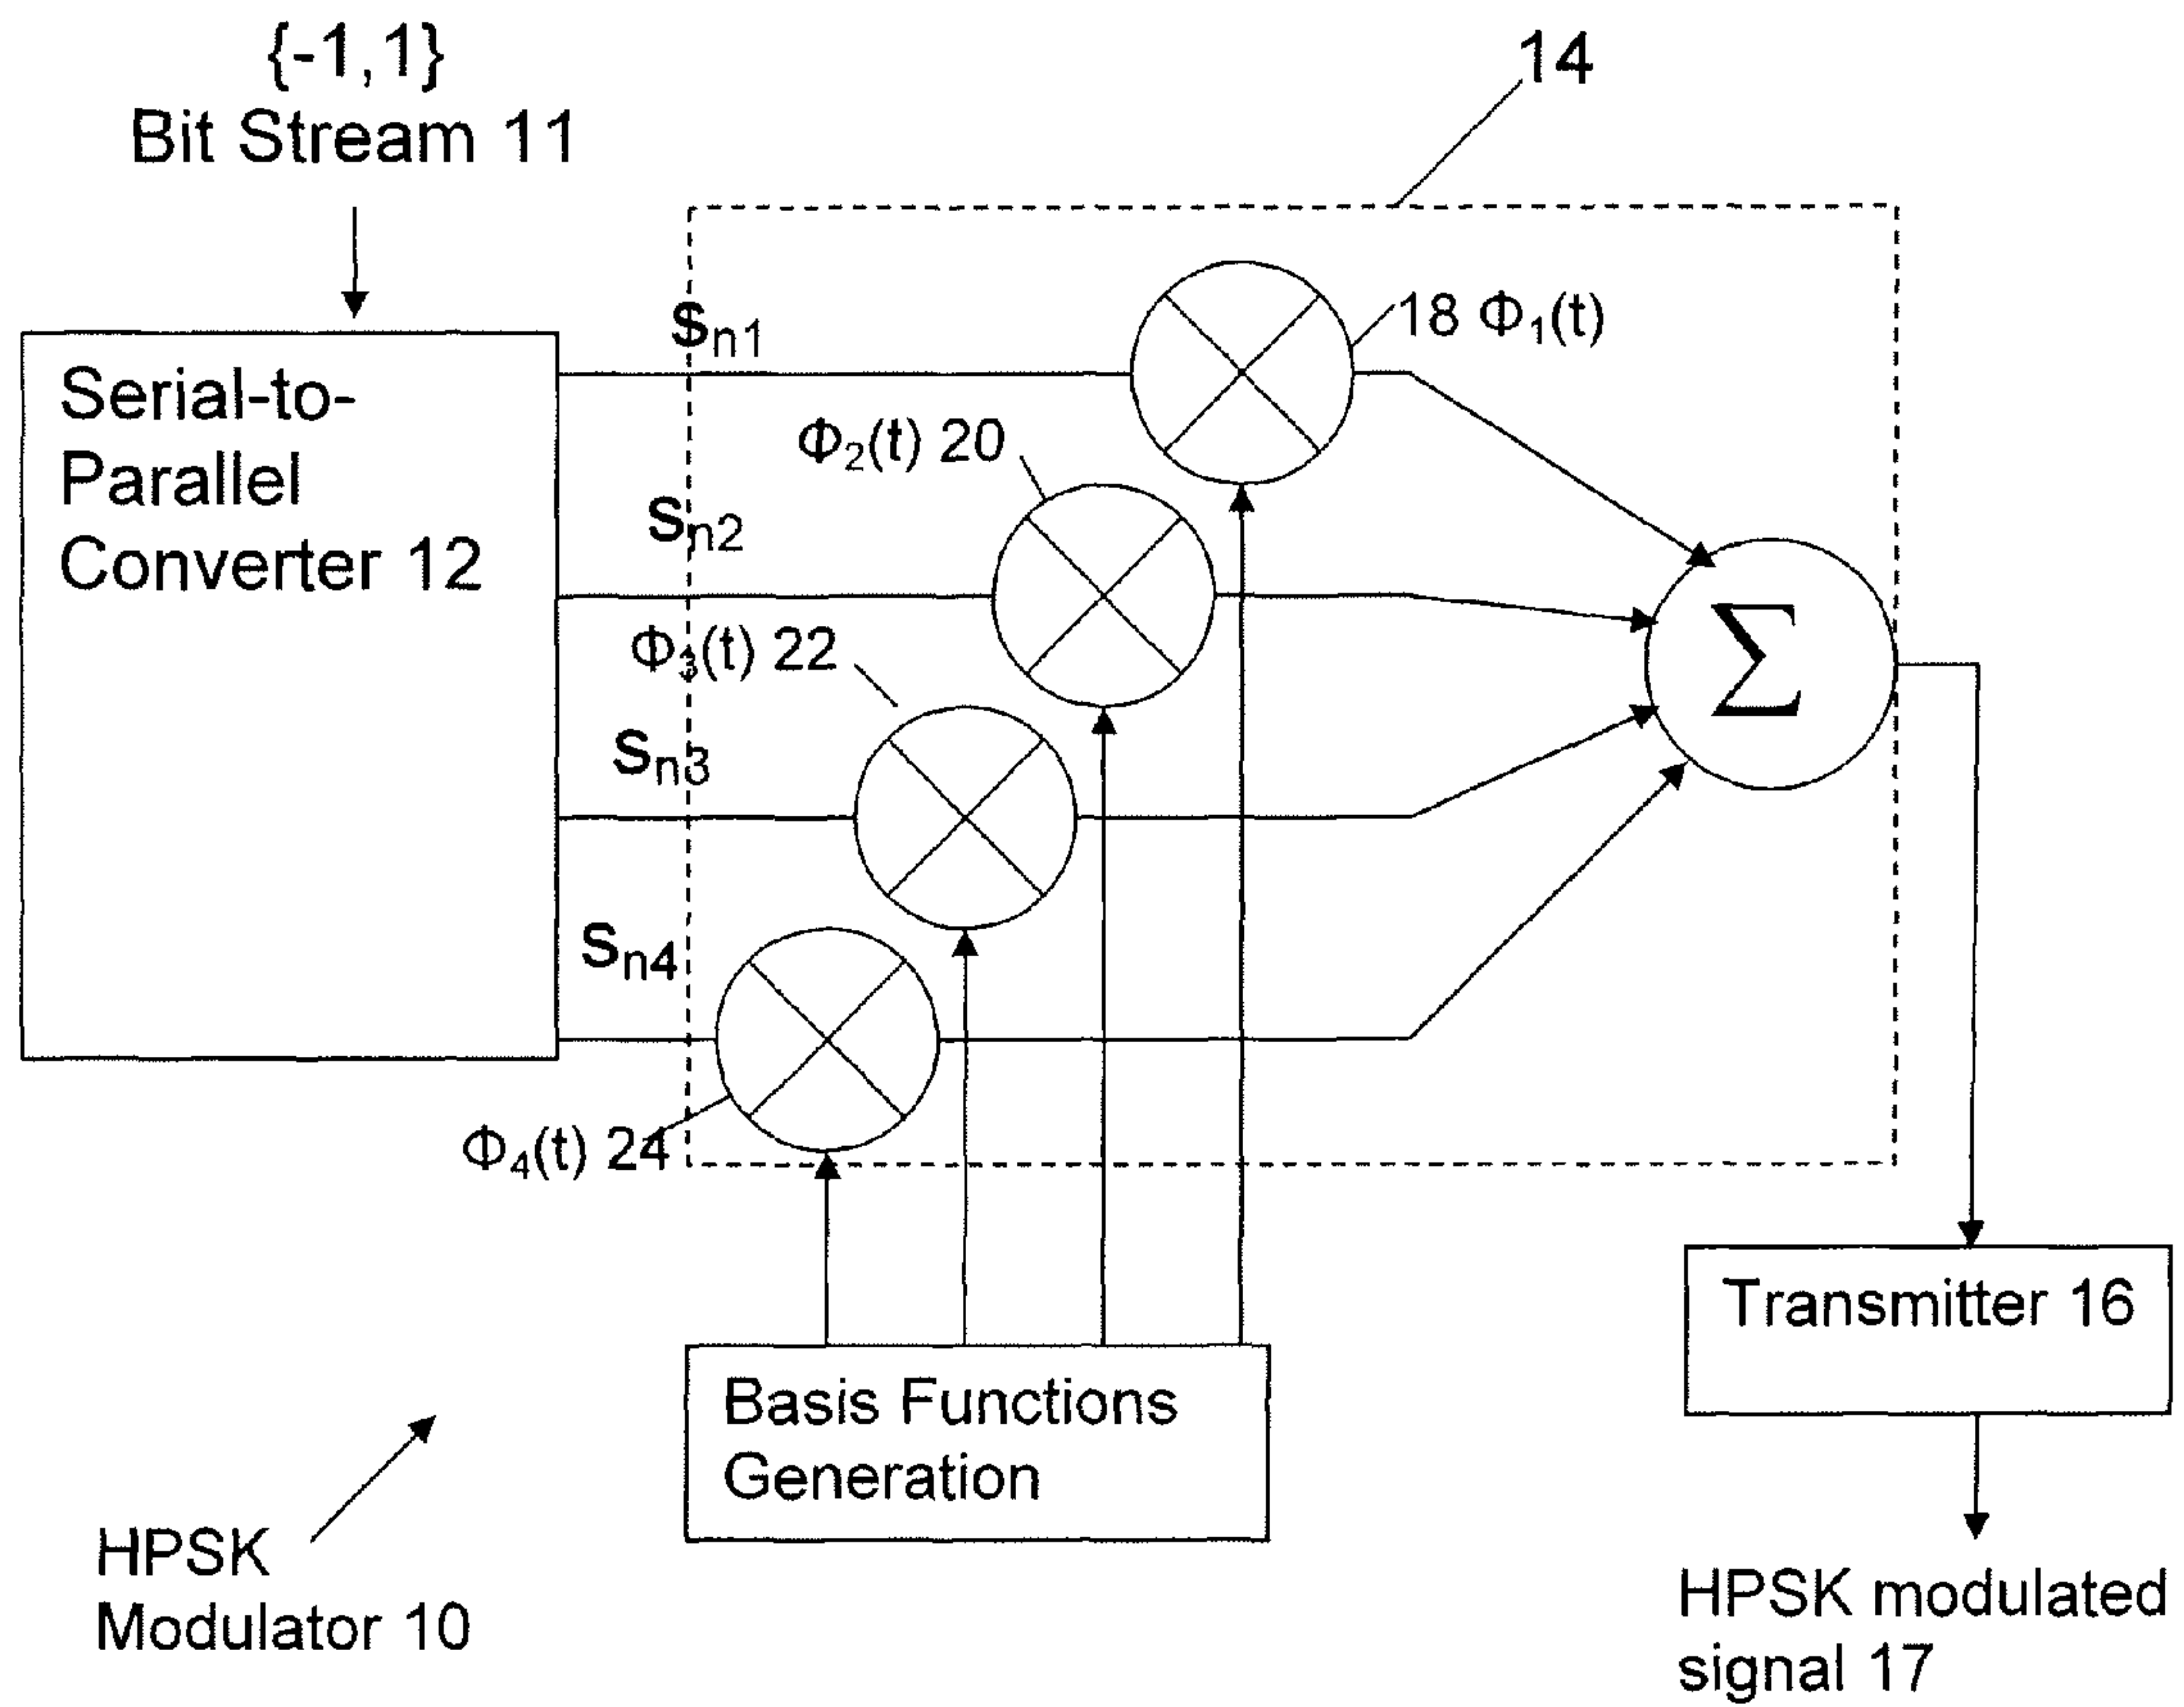 {-1,1}
Bit Stream 11
14
Serial-to-
Parallel
Converter 12
Sn1
18 Φ1(t)
Φ2(t) 20
Sn2
Φ3(t) 22
Sn3
Sn4
Φ4(t) 24
Σ
Transmitter 16
Basis Functions
Generation
HPSK
Modulator 10
HPSK modulated
signal 17